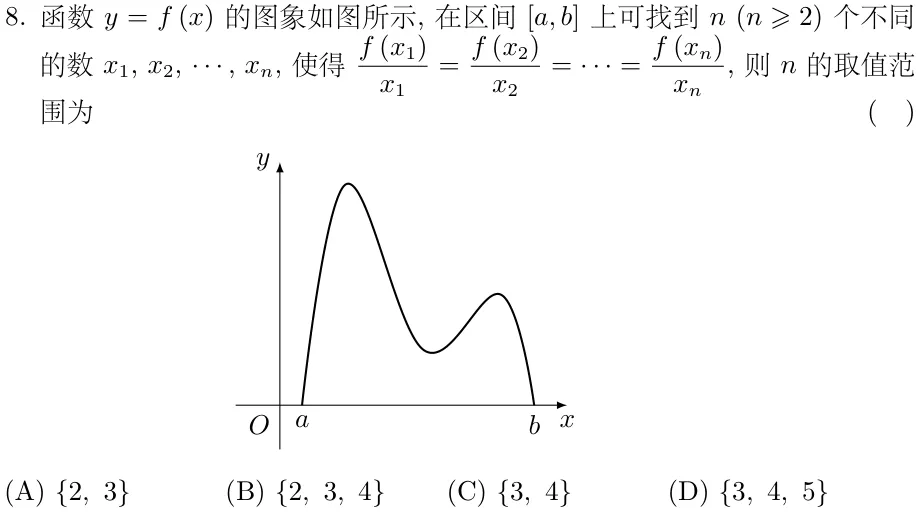 8. 函数 y = f (x) 的图象如图所示, 在区间 [a, b] 上可找到 n (n ⩾ 2) 个不同
的数 x₁, x₂, ⋯, xₙ, 使得 f (x₁)/x₁ = f (x₂)/x₂ = ⋯ = f (xₙ)/xₙ, 则 n 的取值范
围为 ( )
y
O a b x
(A) {2, 3} (B) {2, 3, 4} (C) {3, 4} (D) {3, 4, 5}